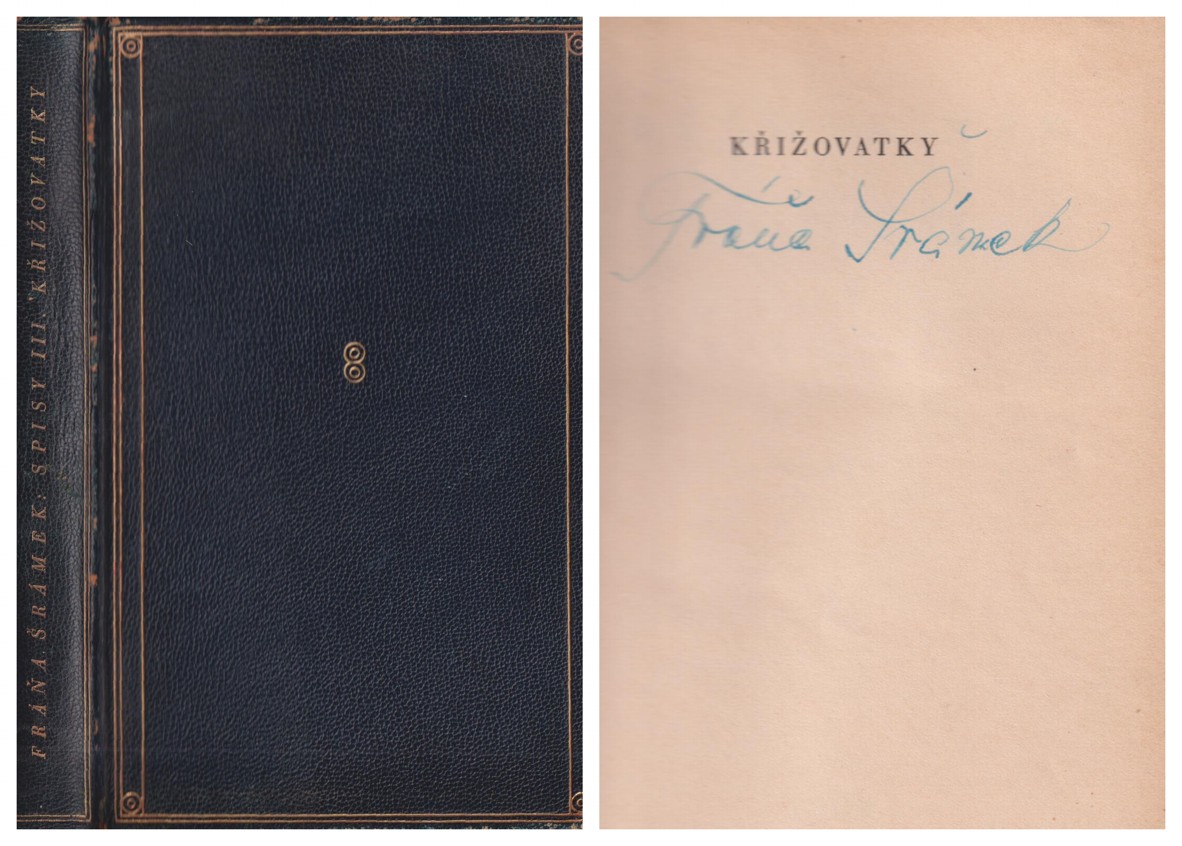 FRÁŇA ŠRÁMEK: SPISY III. KŘIŽOVATKY
KŘIŽOVATKY
Fráňa Šrámek